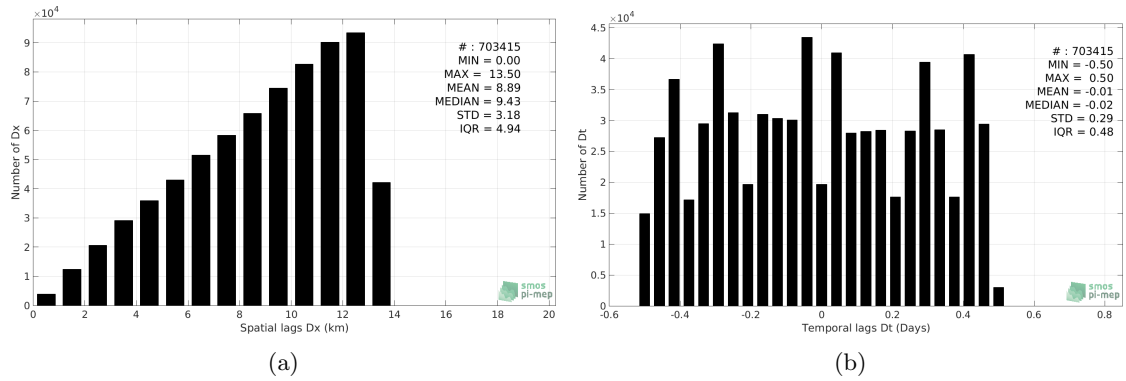 ×10⁴
9
8
7
6
5
4
3
2
1
0
Number of Dx
# : 703415
MIN = 0.00
MAX = 13.50
MEAN = 8.89
MEDIAN = 9.43
STD = 3.18
IQR = 4.94
smos
pi-mep
0 2 4 6 8 10 12 14 16 18 20
Spatial lags Dx (km)
(a)
×10⁴
4.5
4
3.5
3
2.5
2
1.5
1
0.5
0
Number of Dt
# : 703415
MIN = -0.50
MAX = 0.50
MEAN = -0.01
MEDIAN = -0.02
STD = 0.29
IQR = 0.48
smos
pi-mep
-0.6 -0.4 -0.2 0 0.2 0.4 0.6 0.8
Temporal lags Dt (Days)
(b)